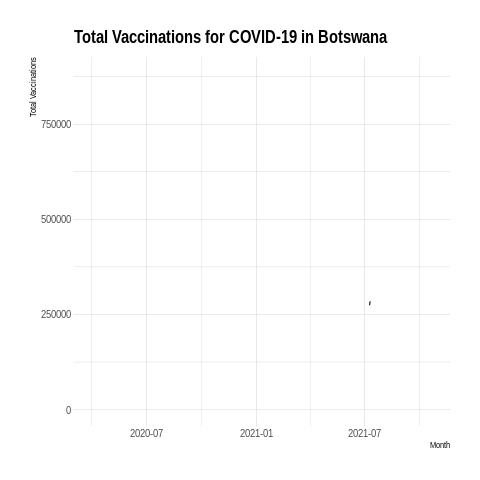 Total Vaccinations for COVID-19 in Botswana
Total Vaccinations
750000
500000
250000
0
2020-07 2021-01 2021-07
Month